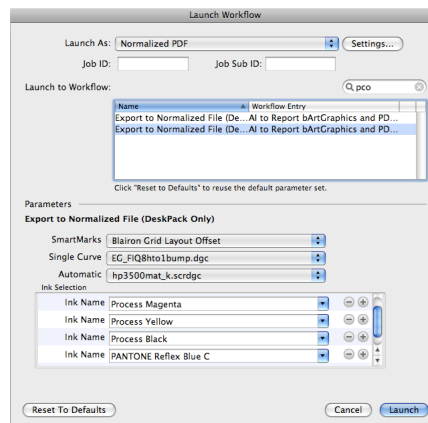 Launch Workflow
Launch As: Normalized PDF Settings...
Job ID: Job Sub ID:
Launch to Workflow: pco
Name Workflow Entry
Export to Normalized File (De...AI to Report bArtGraphics and PD...
Export to Normalized File (De...AI to Report bArtGraphics and PD...
Click "Reset to Defaults" to reuse the default parameter set.
Parameters
Export to Normalized File (DeskPack Only)
SmartMarks Blairon Grid Layout Offset
Single Curve EG_FIQ8hto1bump.dgc
Automatic hp3500mat_k.scrdgc
Ink Selection
Ink Name Process Magenta
Ink Name Process Yellow
Ink Name Process Black
Ink Name PANTONE Reflex Blue C
Reset To Defaults Cancel Launch